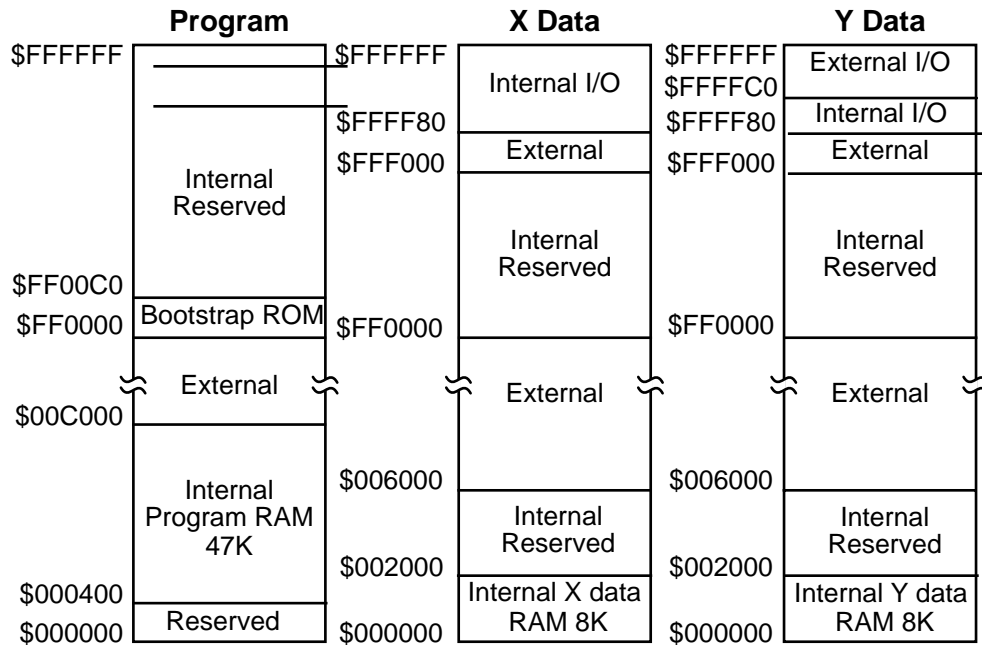 Program
X Data
Y Data
$FFFFFF
Internal
Reserved
$FF00C0
Bootstrap ROM
$FF0000
External
$00C000
Internal
Program RAM
47K
$000400
Reserved
$000000
$FFFFFF
Internal I/O
$FFFF80
External
$FFF000
Internal
Reserved
$FF0000
External
$006000
Internal
Reserved
$002000
Internal X data
RAM 8K
$000000
$FFFFFF
External I/O
$FFFFC0
Internal I/O
$FFFF80
External
$FFF000
Internal
Reserved
$FF0000
External
$006000
Internal
Reserved
$002000
Internal Y data
RAM 8K
$000000